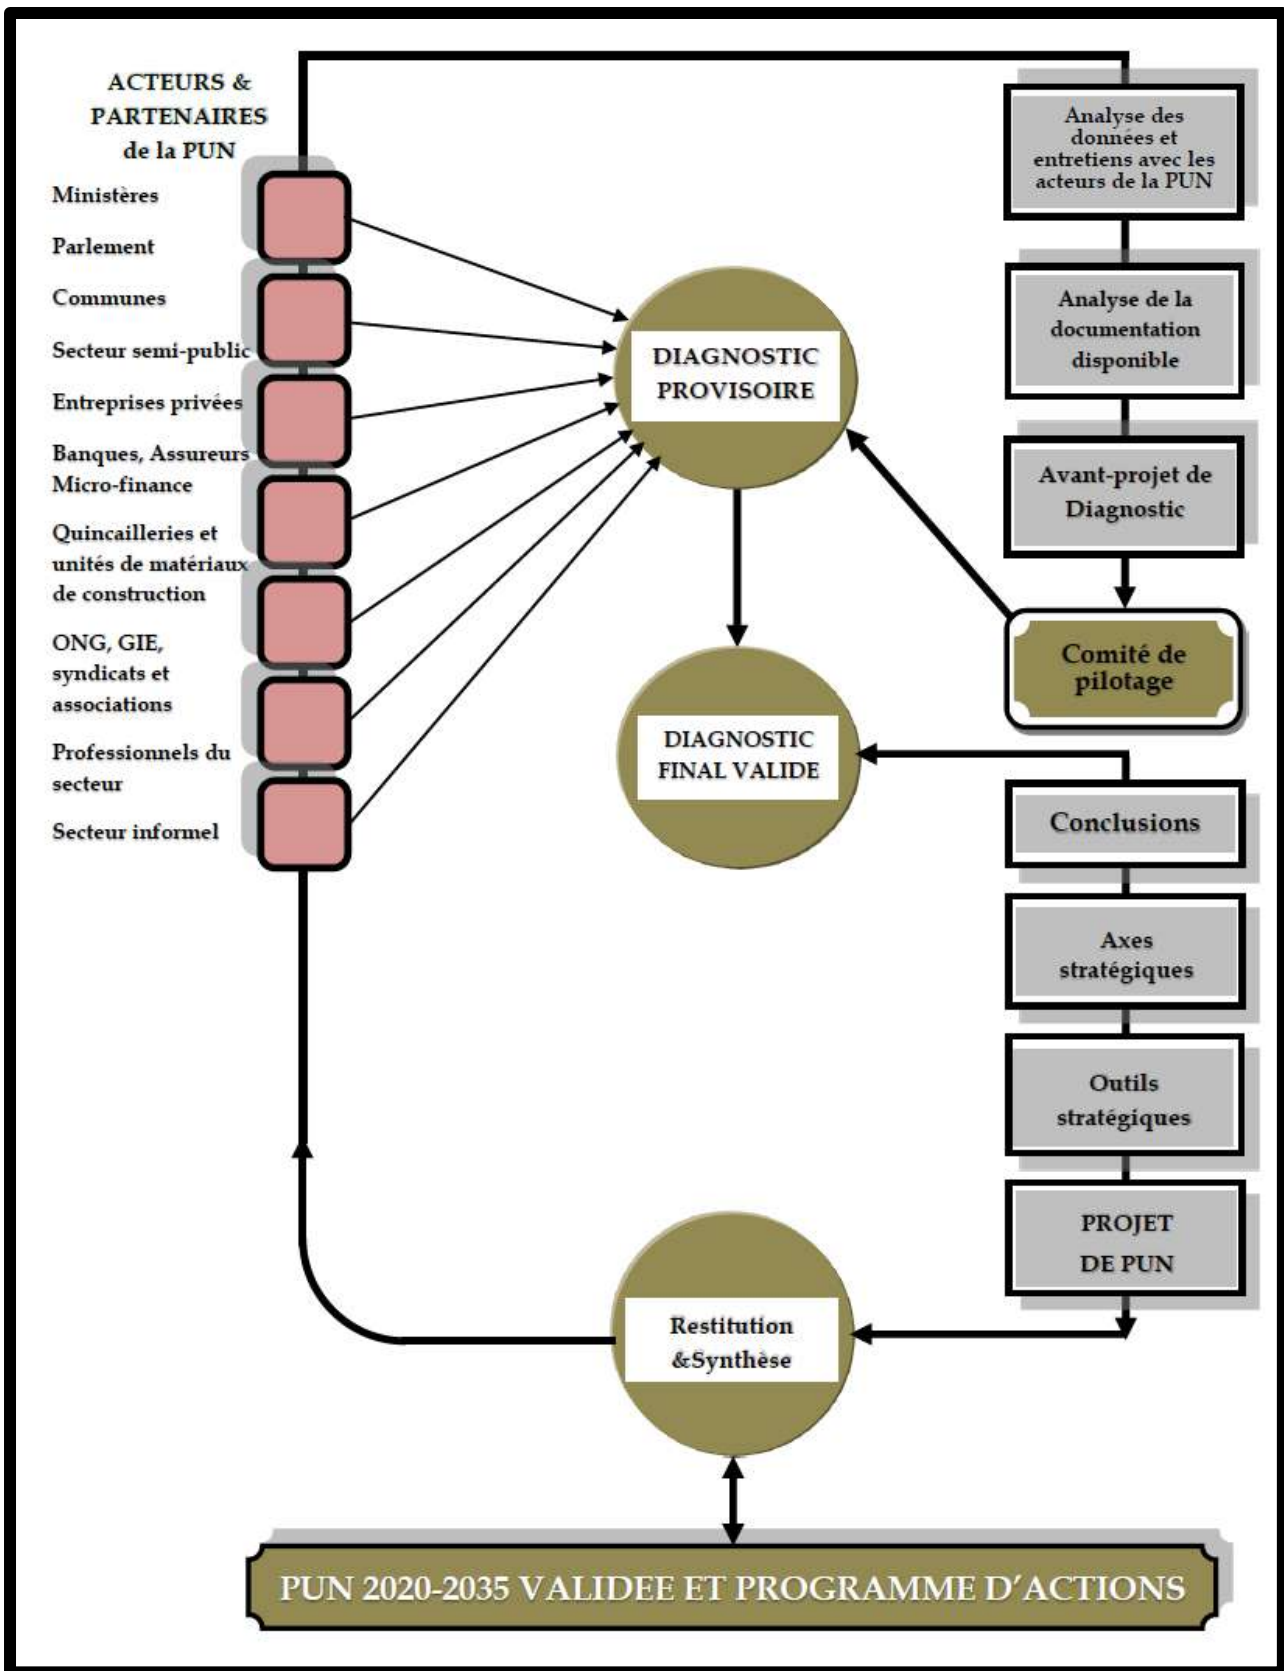 ACTEURS &
PARTENAIRES
de la PUN
Ministères
Parlement
Communes
Secteur semi-public
Entreprises privées
Banques, Assureurs
Micro-finance
Quincailleries et
unités de matériaux
de construction
ONG, GIE,
syndicats et
associations
Professionnels du
secteur
Secteur informel
DIAGNOSTIC
PROVISOIRE
DIAGNOSTIC
FINAL VALIDE
Restitution
&Synthèse
Analyse des
données et
entretiens avec les
acteurs de la PUN
Analyse de la
documentation
disponible
Avant-projet de
Diagnostic
Comité de
pilotage
Conclusions
Axes
stratégiques
Outils
stratégiques
PROJET
DE PUN
PUN 2020-2035 VALIDEE ET PROGRAMME D'ACTIONS